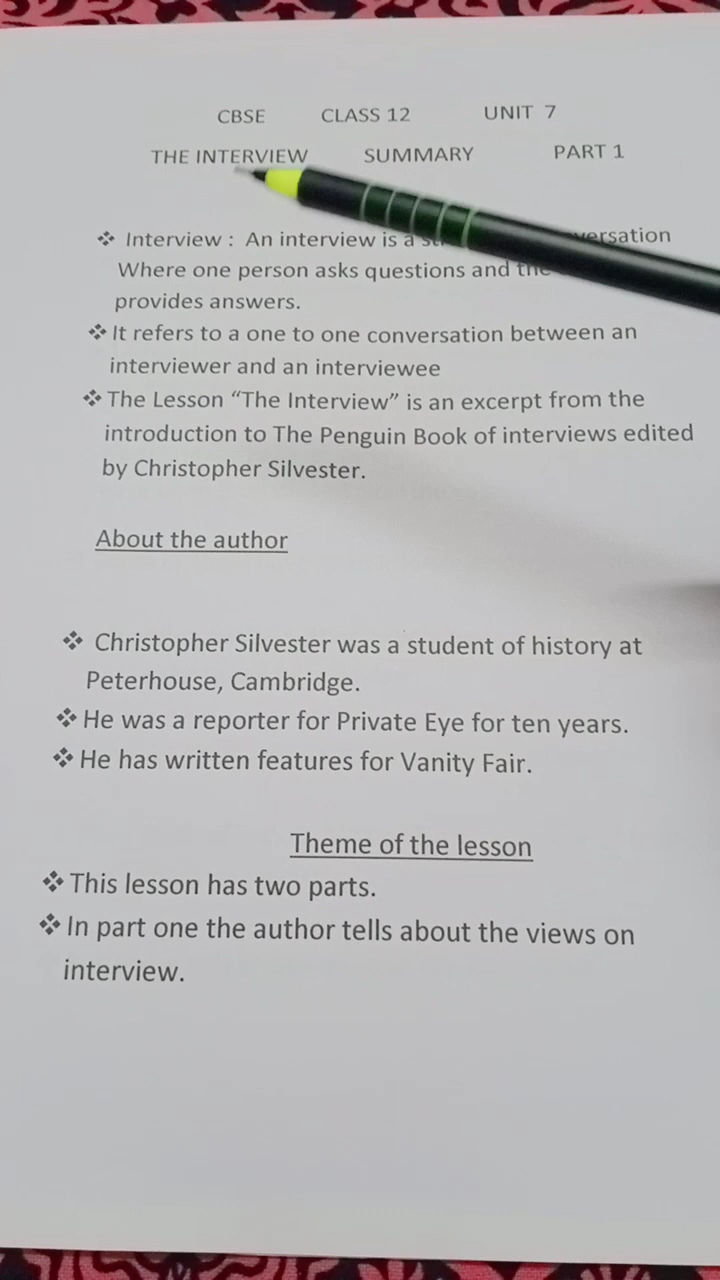 CBSE CLASS 12 UNIT 7
THE INTERVIEW SUMMARY PART 1
❖ Interview : An interview is a
Where one person asks questions and the
provides answers.
❖ It refers to a one to one conversation between an
interviewer and an interviewee
❖ The Lesson “The Interview” is an excerpt from the
introduction to The Penguin Book of interviews edited
by Christopher Silvester.
About the author
❖ Christopher Silvester was a student of history at
Peterhouse, Cambridge.
❖ He was a reporter for Private Eye for ten years.
❖ He has written features for Vanity Fair.
Theme of the lesson
❖ This lesson has two parts.
❖ In part one the author tells about the views on
interview.